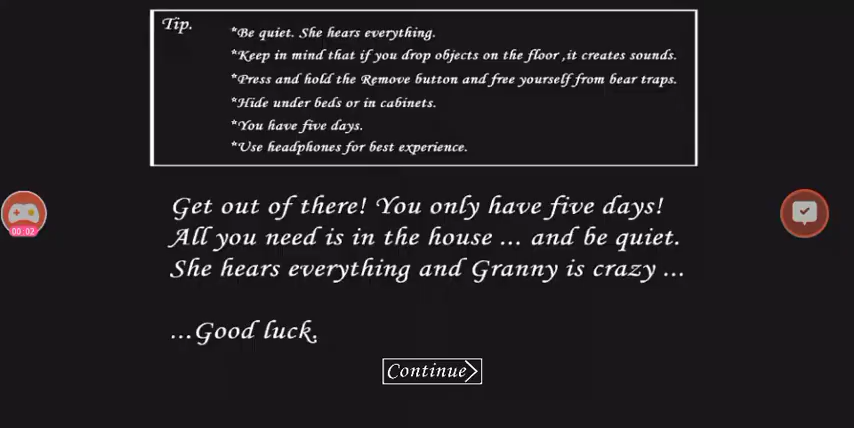 Tip.
*Be quiet. She hears everything.
*Keep in mind that if you drop objects on the floor ,it creates sounds.
*Press and hold the Remove button and free yourself from bear traps.
*Hide under beds or in cabinets.
*You have five days.
*Use headphones for best experience.
Get out of there! You only have five days!
All you need is in the house ... and be quiet.
She hears everything and Granny is crazy ...
...Good luck.
Continue
00:02